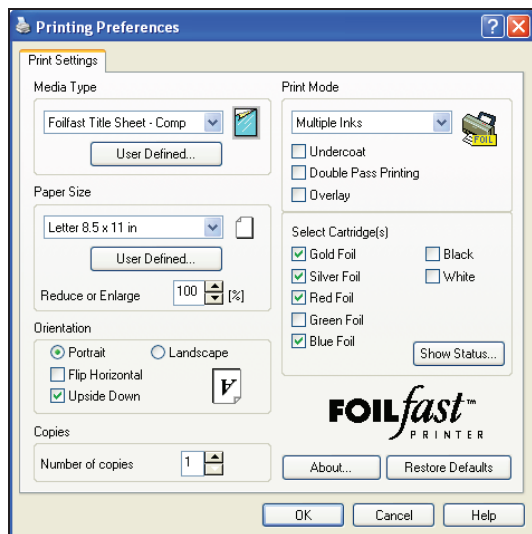 Printing Preferences
Print Settings
Media Type
Foilfast Title Sheet - Comp
User Defined...
Paper Size
Letter 8.5 x 11 in
User Defined...
Reduce or Enlarge 100 [%]
Orientation
Portrait Landscape
Flip Horizontal
Upside Down
A
Copies
Number of copies 1
Print Mode
Multiple Inks
FOIL
Undercoat
Double Pass Printing
Overlay
Select Cartridge(s)
Gold Foil Black
Silver Foil White
Red Foil
Green Foil
Blue Foil
Show Status...
FOILfast™
PRINTER
About... Restore Defaults
OK Cancel Help